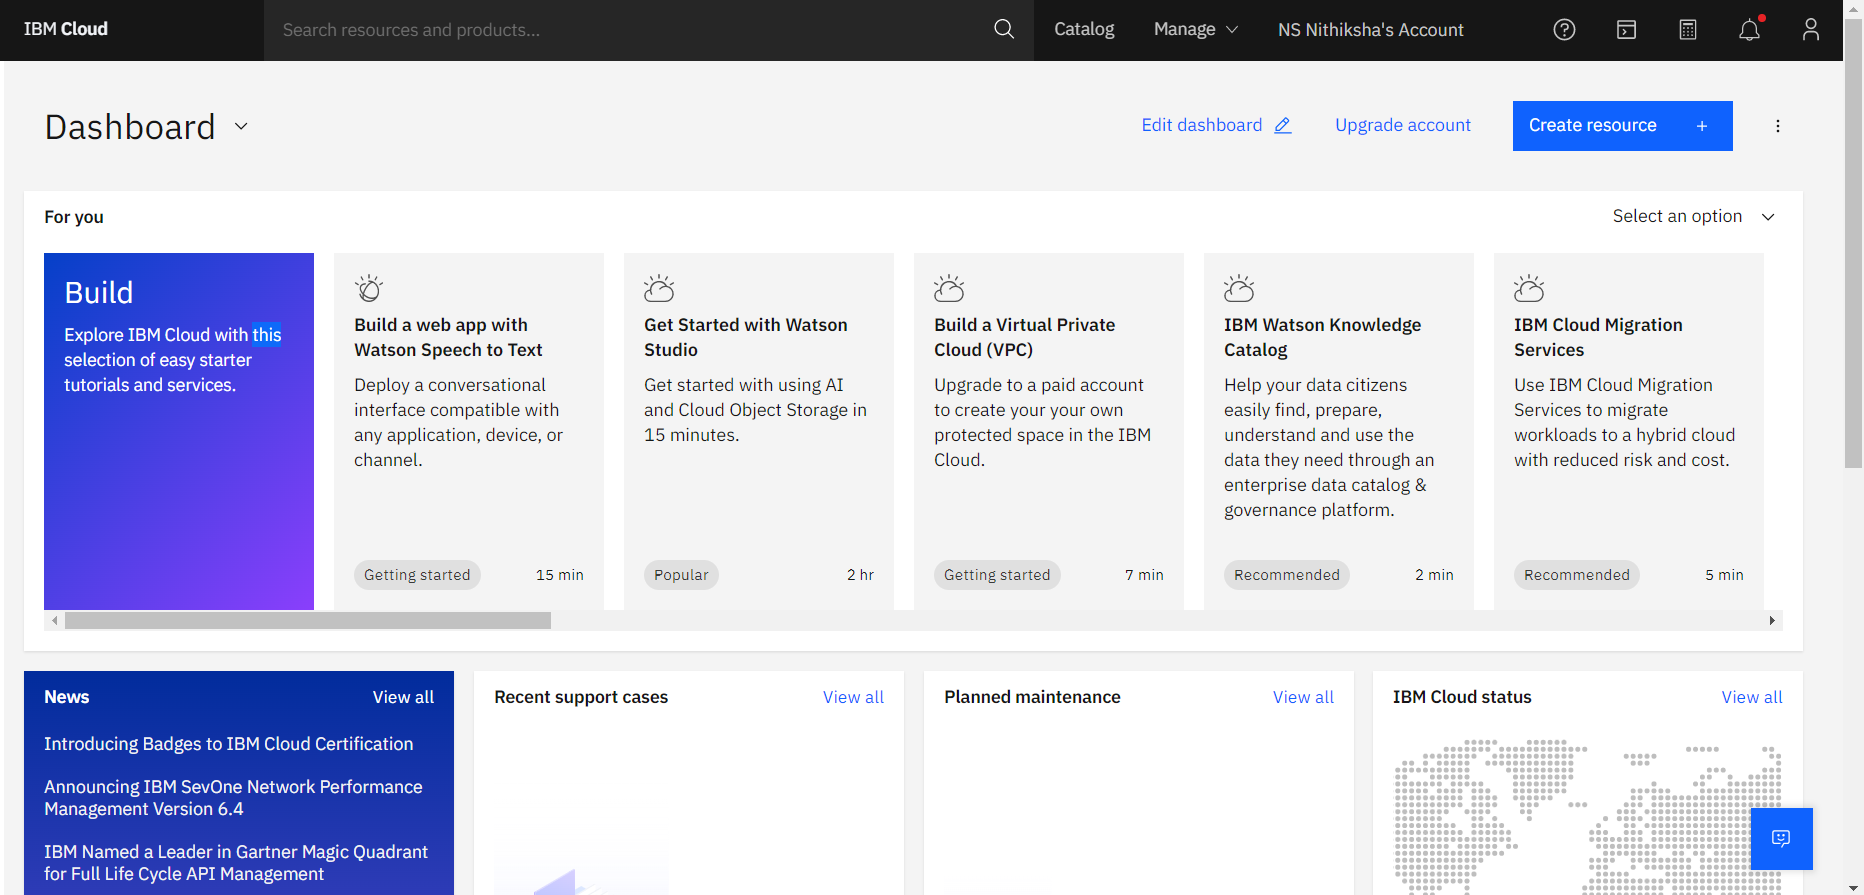 IBM Cloud
Search resources and products...
Catalog
Manage
NS Nithiksha's Account
Dashboard
Edit dashboard
Upgrade account
Create resource +
For you
Select an option
Build
Explore IBM Cloud with this
selection of easy starter
tutorials and services.
Build a web app with
Watson Speech to Text
Deploy a conversational
interface compatible with
any application, device, or
channel.
Getting started
15 min
Get Started with Watson
Studio
Get started with using AI
and Cloud Object Storage in
15 minutes.
Popular
2 hr
Build a Virtual Private
Cloud (VPC)
Upgrade to a paid account
to create your your own
protected space in the IBM
Cloud.
Getting started
7 min
IBM Watson Knowledge
Catalog
Help your data citizens
easily find, prepare,
understand and use the
data they need through an
enterprise data catalog &
governance platform.
Recommended
2 min
IBM Cloud Migration
Services
Use IBM Cloud Migration
Services to migrate
workloads to a hybrid cloud
with reduced risk and cost.
Recommended
5 min
News
View all
Introducing Badges to IBM Cloud Certification
Announcing IBM SevOne Network Performance
Management Version 6.4
IBM Named a Leader in Gartner Magic Quadrant
for Full Life Cycle API Management
Recent support cases
View all
Planned maintenance
View all
IBM Cloud status
View all